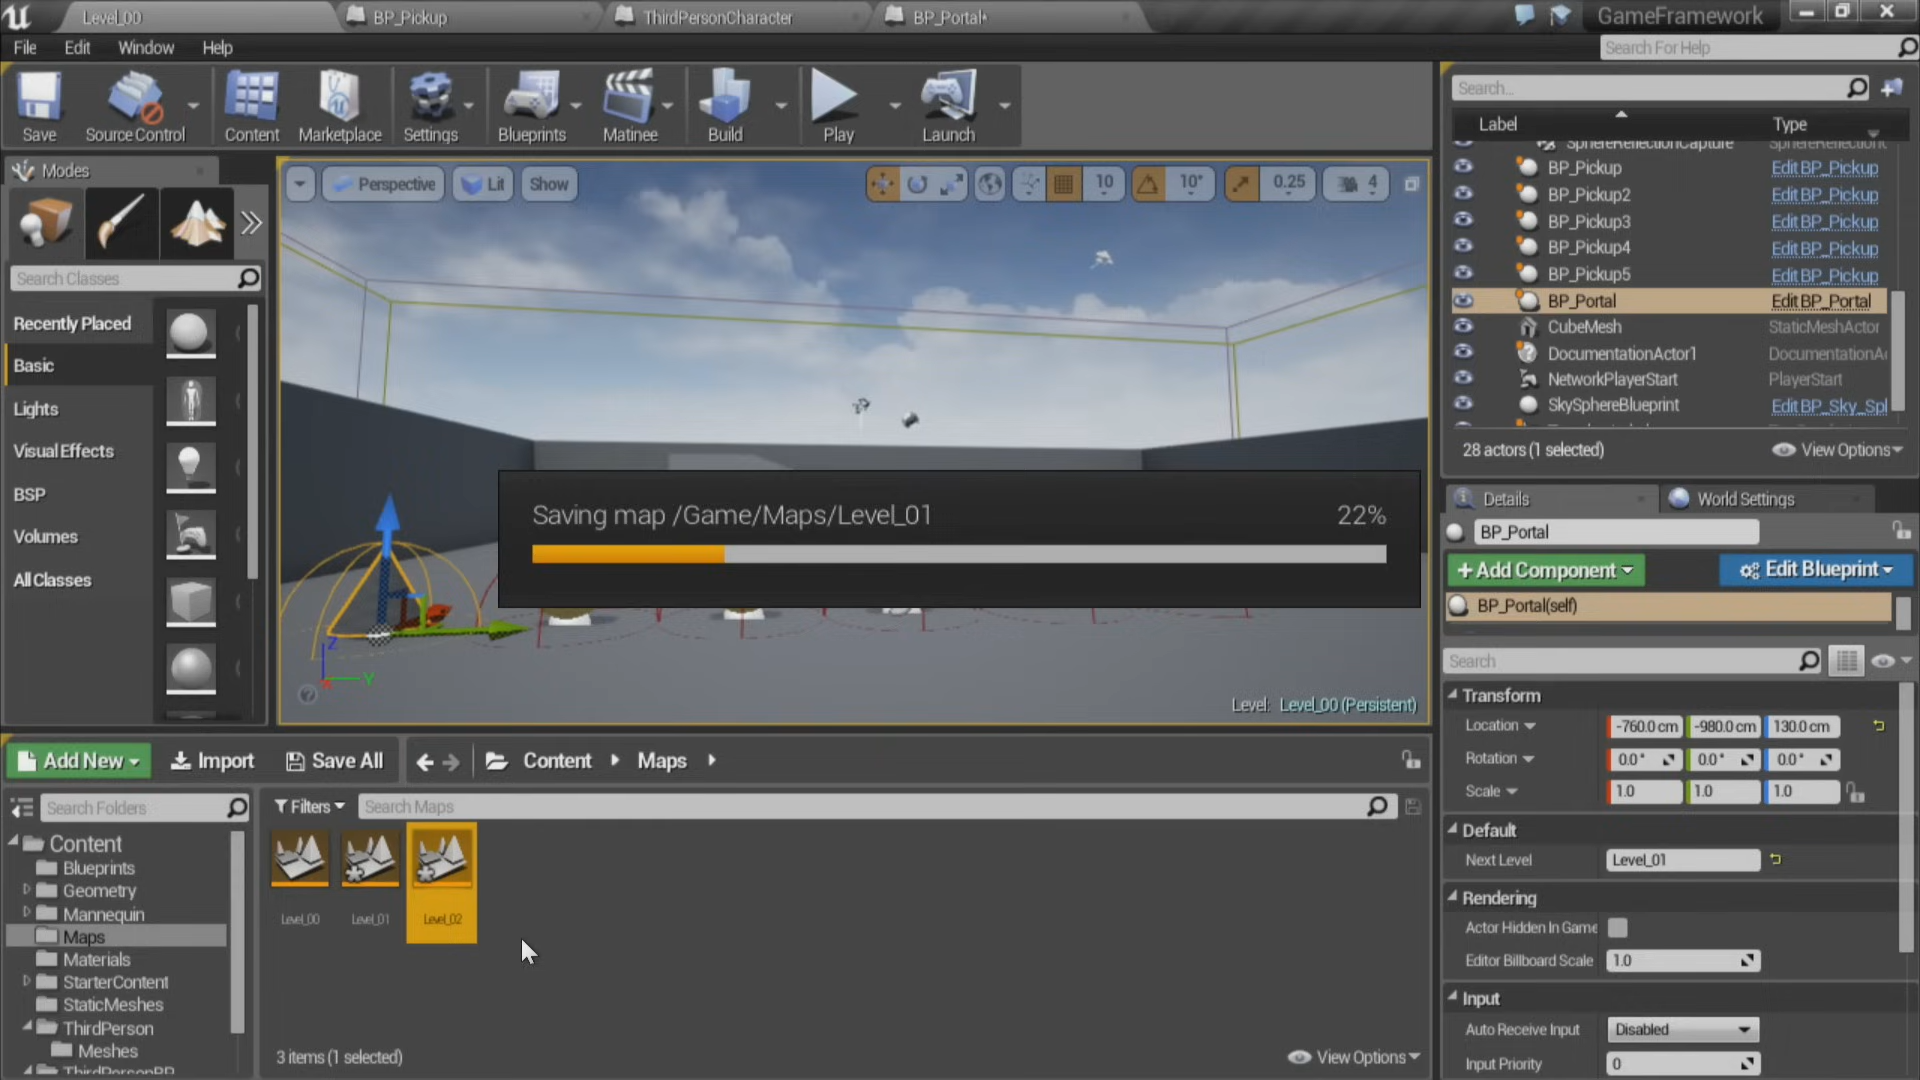 Level_00
BP_Pickup
ThirdPersonCharacter
BP_Portal*
GameFramework
File
Edit
Window
Help
Search For Help
Save
Source Control
Content
Marketplace
Settings
Blueprints
Matinee
Build
Play
Launch
Search...
Label
Type
SphereReflectionCapture
BP_Pickup
Edit BP_Pickup
BP_Pickup2
Edit BP_Pickup
BP_Pickup3
Edit BP_Pickup
BP_Pickup4
Edit BP_Pickup
BP_Pickup5
Edit BP_Pickup
BP_Portal
Edit BP_Portal
CubeMesh
StaticMeshActor
DocumentationActor1
DocumentationA
NetworkPlayerStart
PlayerStart
SkySphereBlueprint
Edit BP_Sky_Spl
28 actors (1 selected)
View Options
Modes
Search Classes
Recently Placed
Basic
Lights
Visual Effects
BSP
Volumes
All Classes
Perspective
Lit
Show
10
10°
0.25
4
Saving map /Game/Maps/Level_01
22%
Z
Y
X
Level: Level_00 (Persistent)
Details
World Settings
BP_Portal
+ Add Component
Edit Blueprint
BP_Portal(self)
Search
Transform
Location
-760.0 cm
-980.0 cm
130.0 cm
Rotation
0.0°
0.0°
0.0°
Scale
1.0
1.0
1.0
Default
Next Level
Level_01
Rendering
Actor Hidden In Game
Editor Billboard Scale
1.0
Input
Auto Receive Input
Disabled
Input Priority
0
Add New
Import
Save All
Content
Maps
Search Folders
Filters
Search Maps
Content
Blueprints
Geometry
Mannequin
Maps
Materials
StarterContent
StaticMeshes
ThirdPerson
Meshes
ThirdPersonBP
Level_00
Level_01
Level_02
3 items (1 selected)
View Options